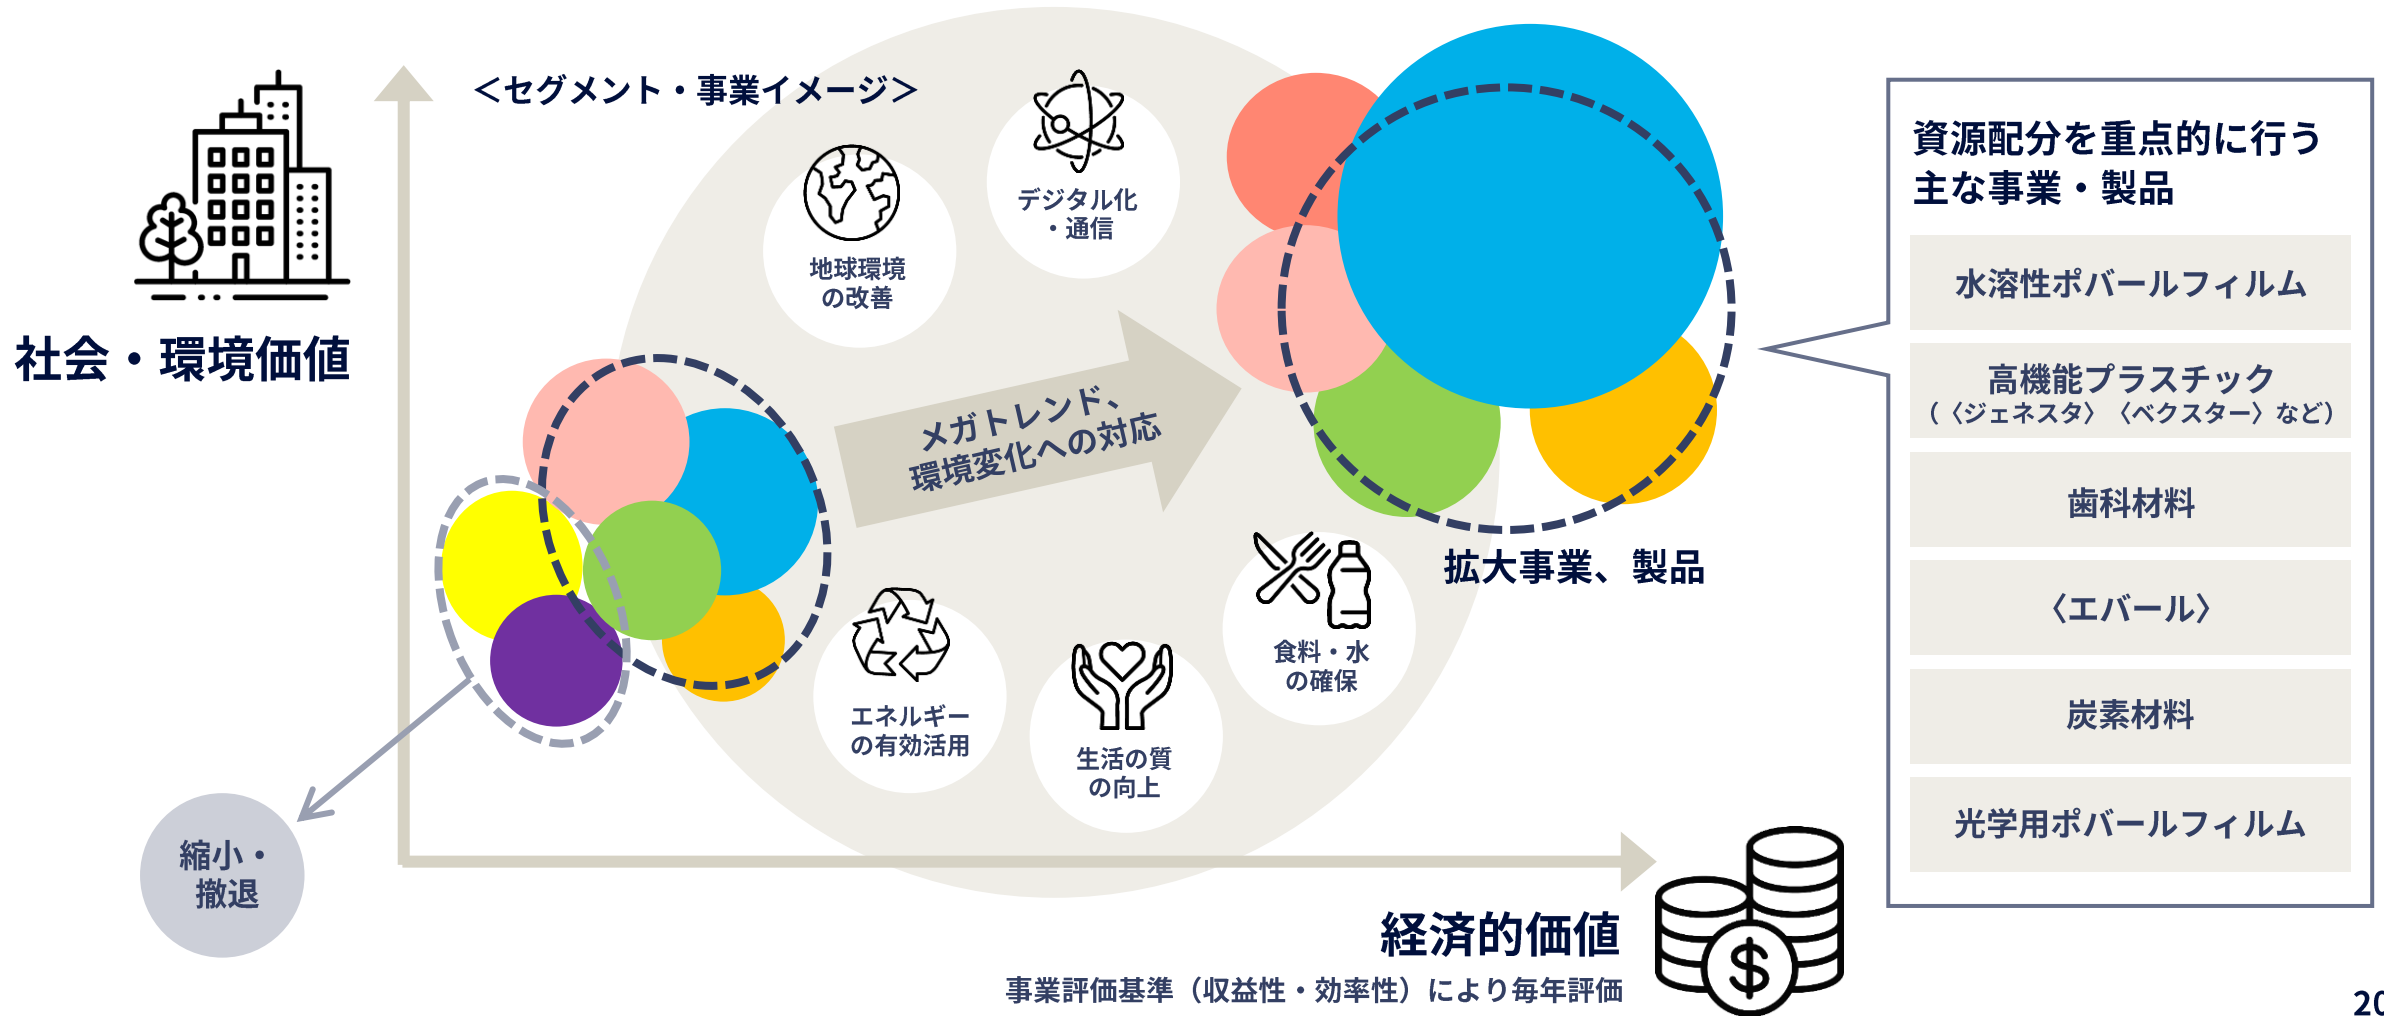 ＜セグメント・事業イメージ＞
社会・環境価値
デジタル化
・通信
地球環境
の改善
メガトレンド、
環境変化への対応
エネルギー
の有効活用
生活の質
の向上
食料・水
の確保
拡大事業、製品
縮小・
撤退
経済的価値
事業評価基準（収益性・効率性）により毎年評価
$
資源配分を重点的に行う
主な事業・製品
水溶性ポバールフィルム
高機能プラスチック
（〈ジェネスタ〉〈ベクスター〉など）
歯科材料
〈エバール〉
炭素材料
光学用ポバールフィルム
20